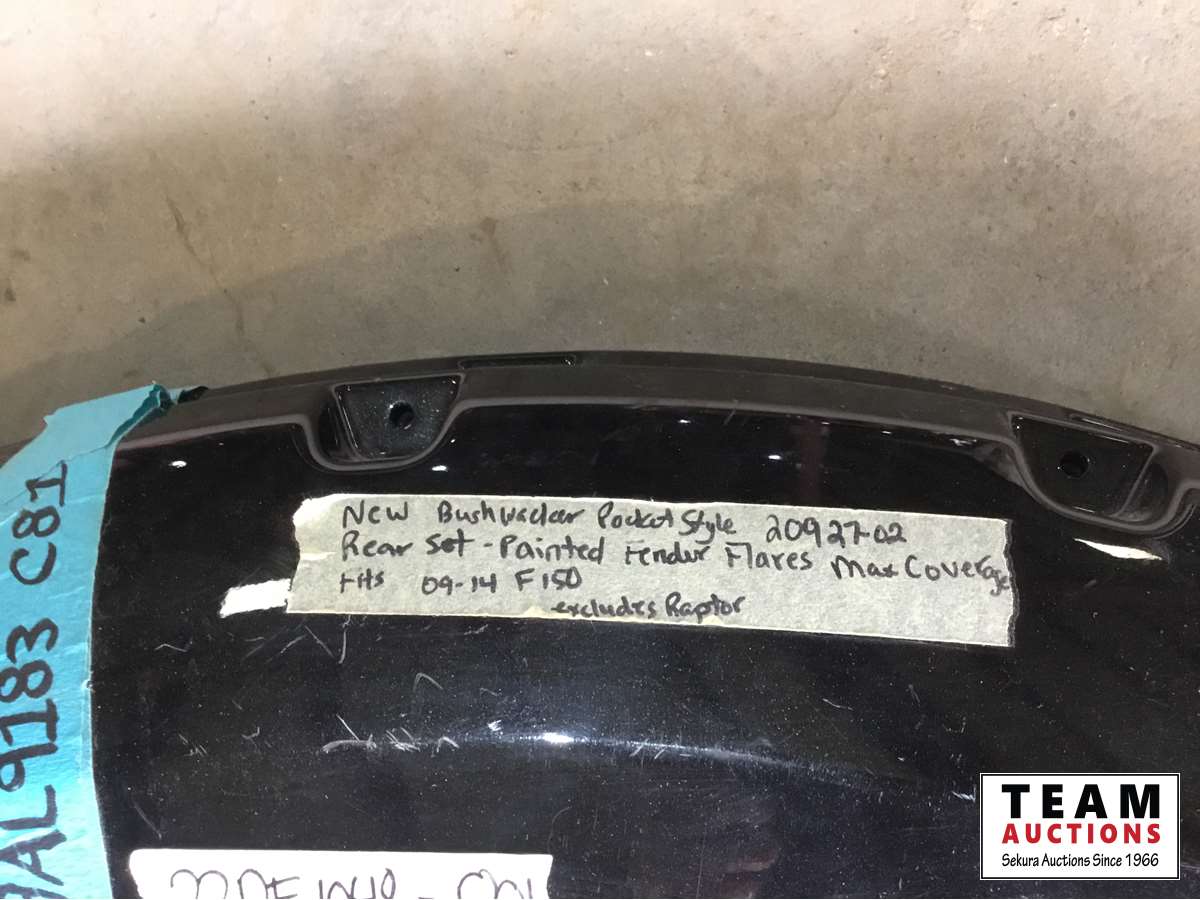 New Bushwacker Pocket Style 20927-02
Rear Set - Painted Fender Flares Max Coverage
Fits 09-14 F150
excludes Raptor
AL9183 C81
TEAM
AUCTIONS
Sekura Auctions Since 1966